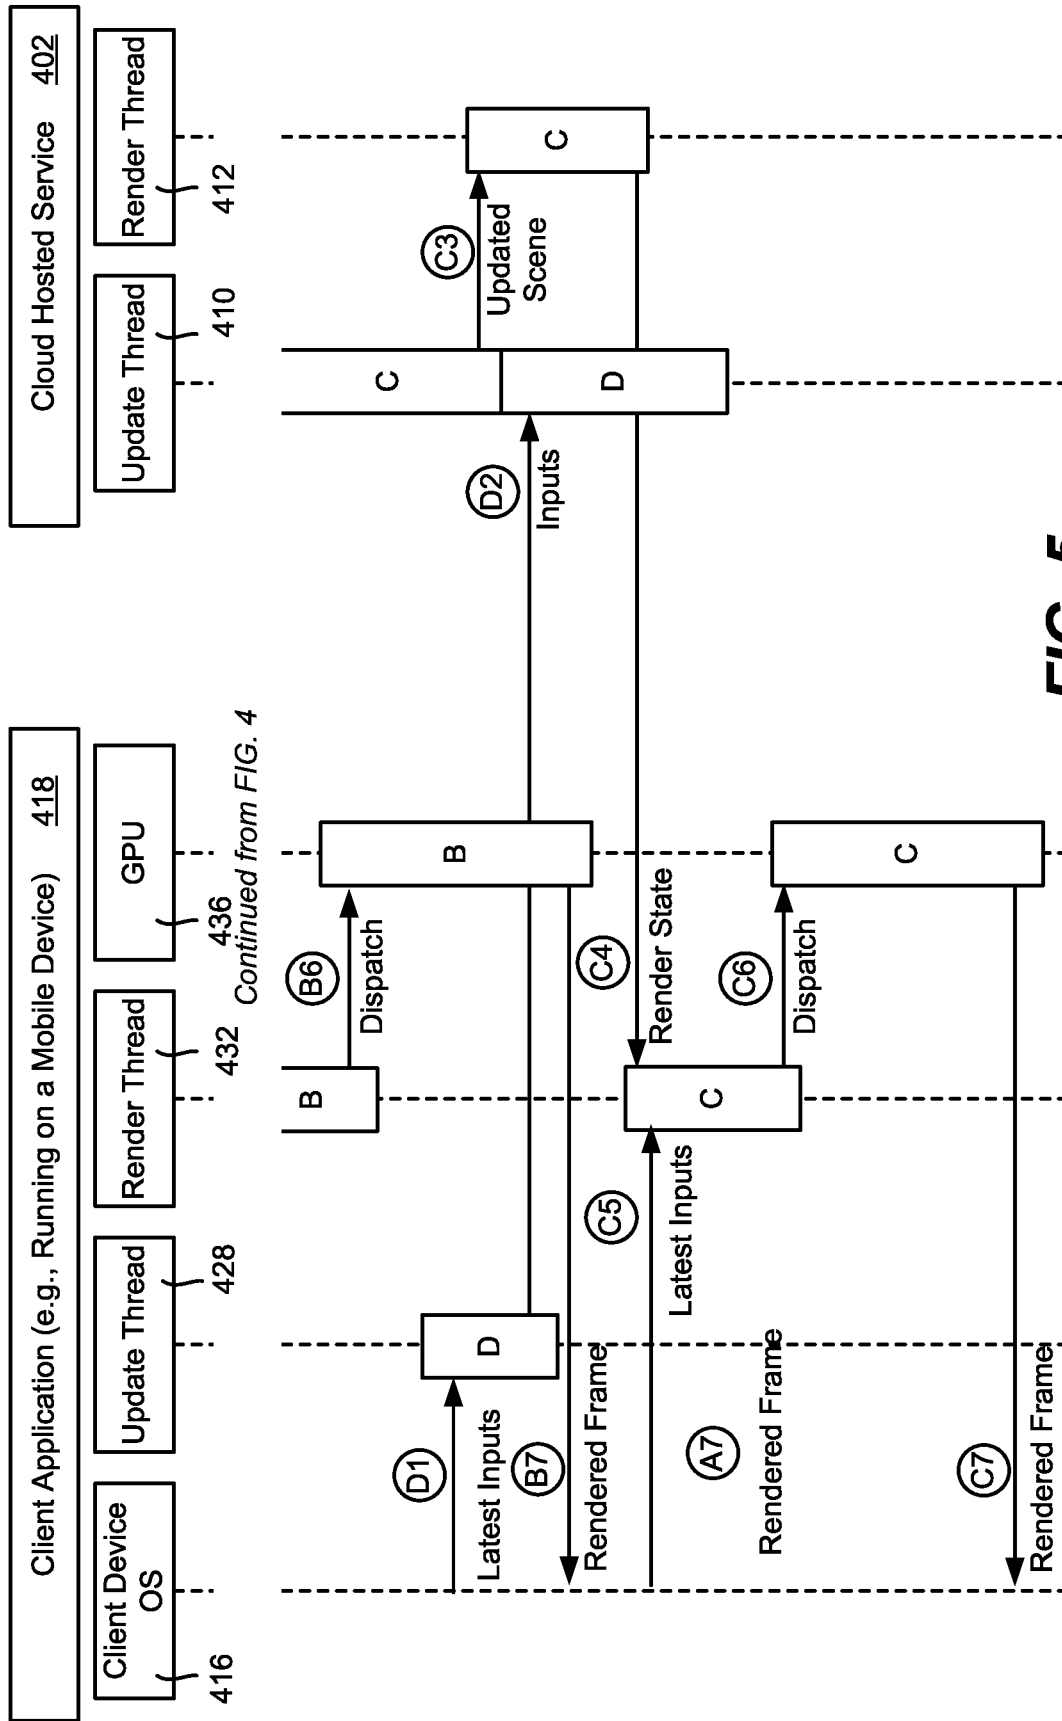 Client Application (e.g., Running on a Mobile Device) 418
Cloud Hosted Service 402
Client Device
OS
Update Thread
Render Thread
GPU
Update Thread
Render Thread
416
428
432
436
410
412
Continued from FIG. 4
B
B6
Dispatch
B
C
D1
Latest Inputs
D
C3
Updated
Scene
C
D2
Inputs
D
B7
Rendered Frame
C4
Render State
C5
Latest Inputs
C
A7
Rendered Frame
C6
Dispatch
C
C7
Rendered Frame
FIG. 5